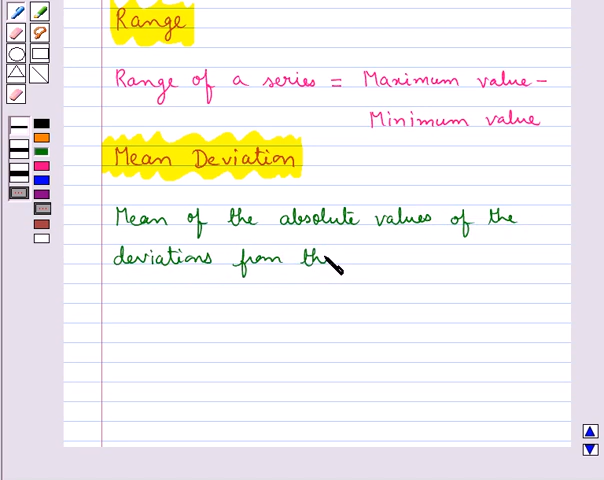 Range
Range of a series = Maximum value -
Minimum value
Mean Deviation
Mean of the absolute values of the
deviations from th